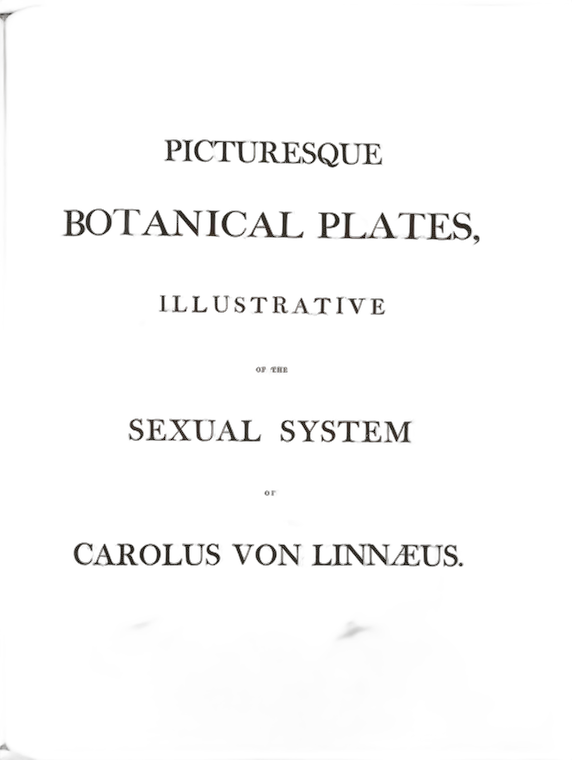 PICTURESQUE
BOTANICAL PLATES,
ILLUSTRATIVE
OF THE
SEXUAL SYSTEM
OF
CAROLUS VON LINNÆUS.